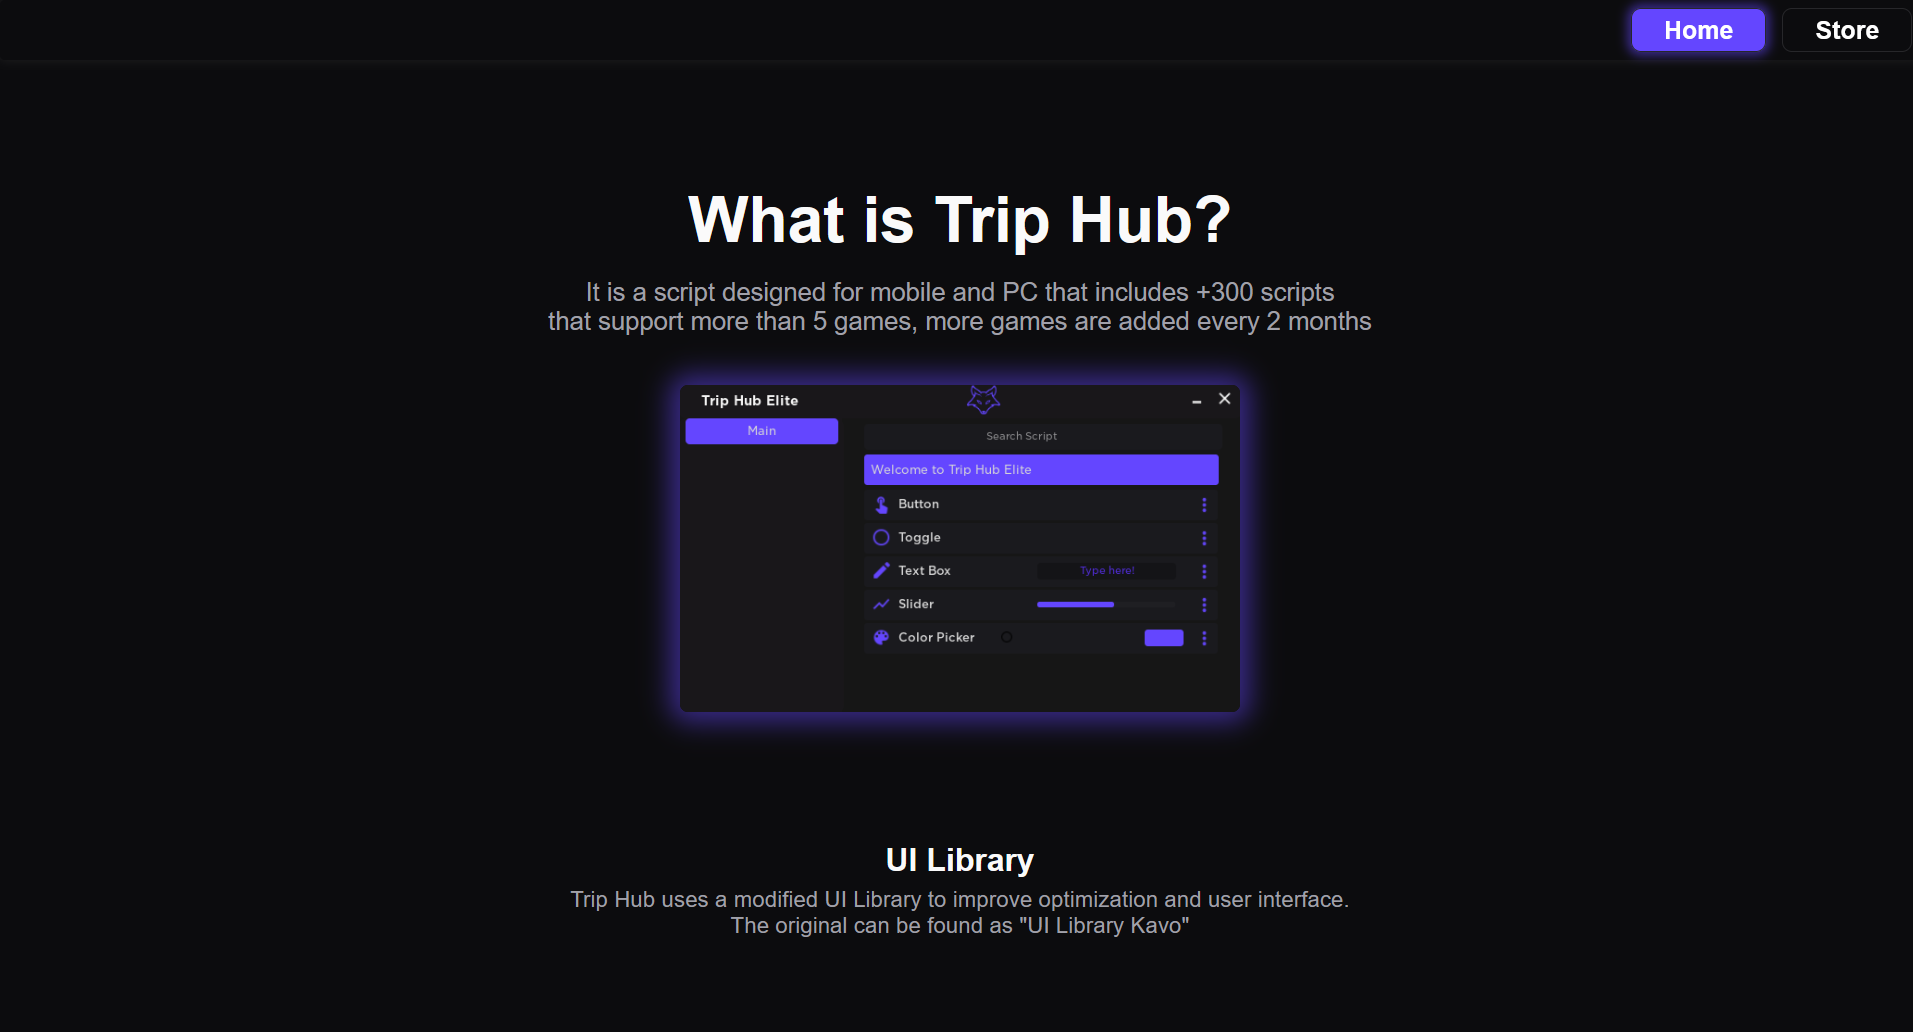 Home
Store
What is Trip Hub?
It is a script designed for mobile and PC that includes +300 scripts
that support more than 5 games, more games are added every 2 months
Trip Hub Elite
Main
Search Script
Welcome to Trip Hub Elite
Button
Toggle
Text Box
Type here!
Slider
Color Picker
UI Library
Trip Hub uses a modified UI Library to improve optimization and user interface.
The original can be found as "UI Library Kavo"